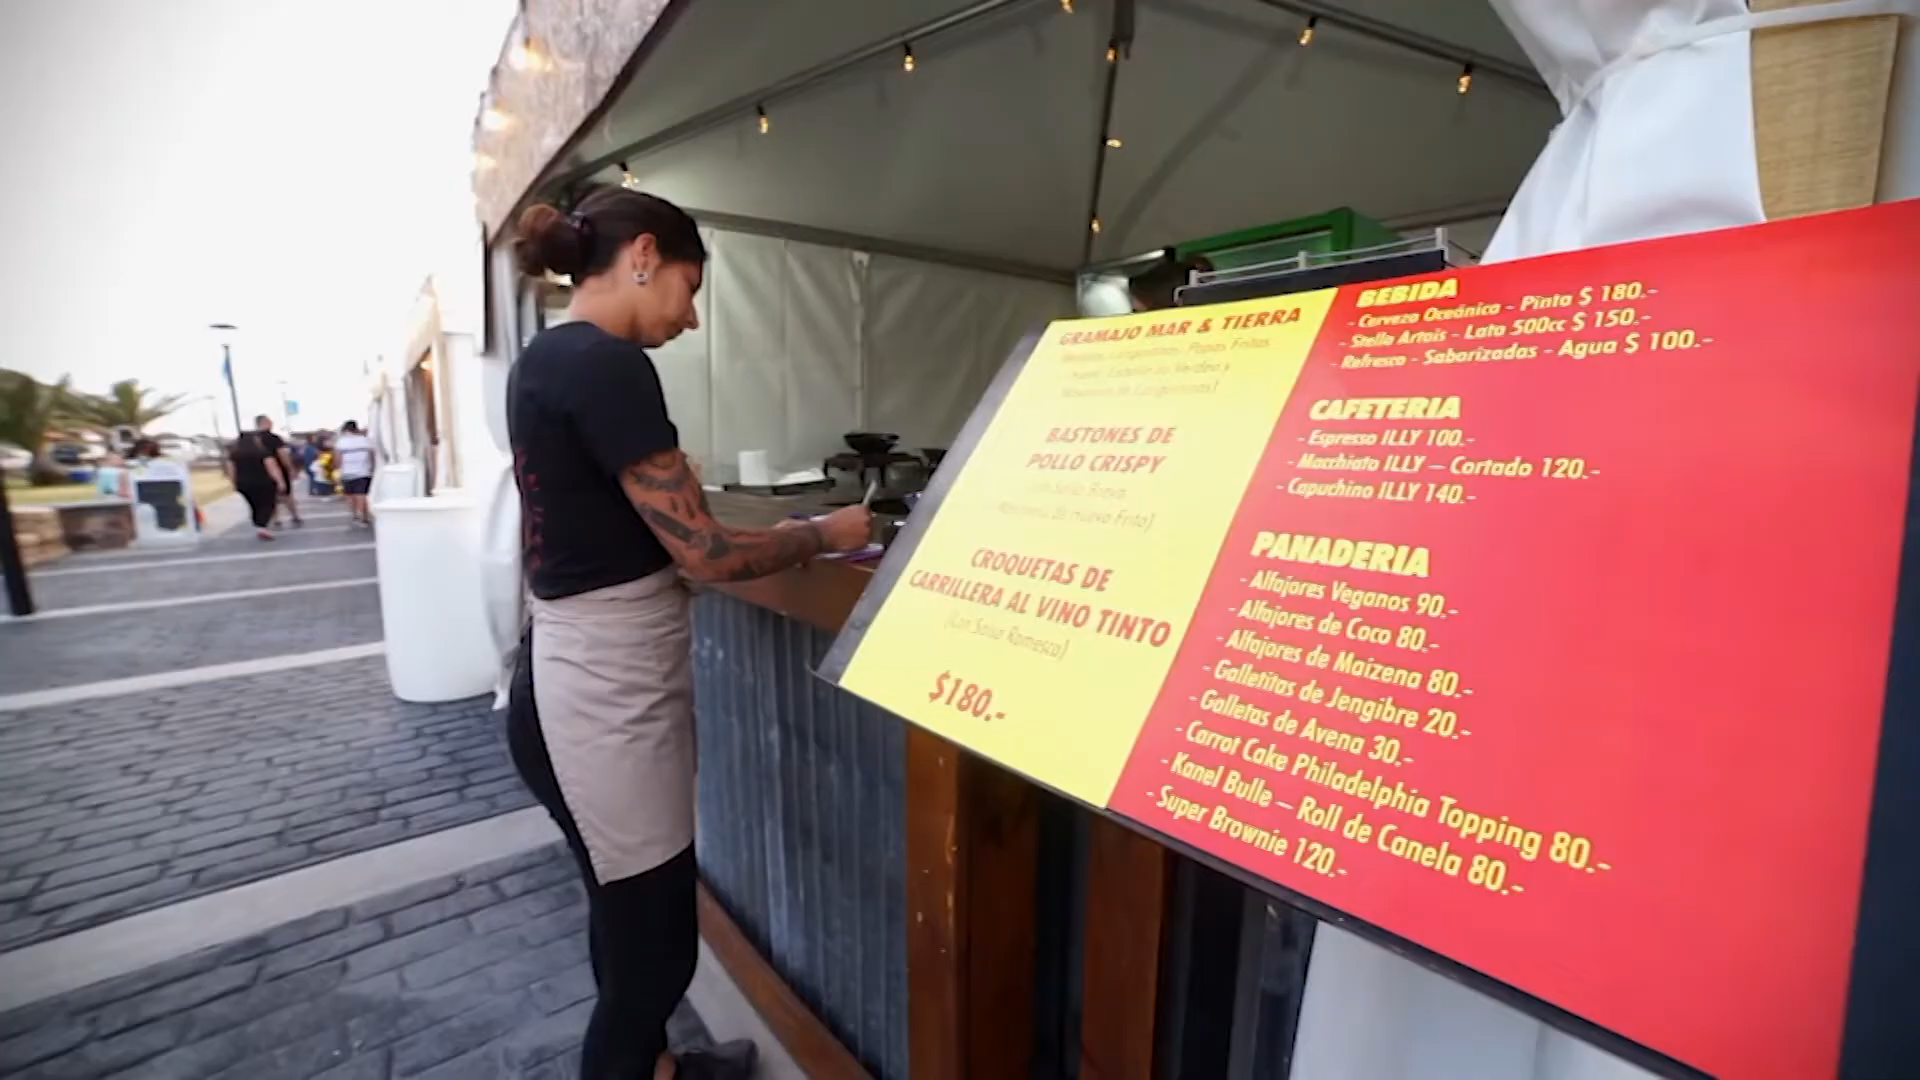 GRAMAJO MAR & TIERRA
BASTONES DE
POLLO CRISPY
CROQUETAS DE
CARRILLERA AL VINO TINTO
(Con Salsa Romesco)
$180.-
BEBIDA
- Cerveza Oceánica - Pinta $ 180.-
- Stella Artois - Lata 500cc $ 150.-
- Refresco - Saborizadas - Agua $ 100.-
CAFETERIA
- Espresso ILLY 100.-
- Macchiato ILLY – Cortado 120.-
- Capuchino ILLY 140.-
PANADERIA
- Alfajores Veganos 90.-
- Alfajores de Coco 80.-
- Alfajores de Maizena 80.-
- Galletitas de Jengibre 20.-
- Galletas de Avena 30.-
- Carrot Cake Philadelphia Topping 80.-
- Kanel Bulle – Roll de Canela 80.-
- Super Brownie 120.-